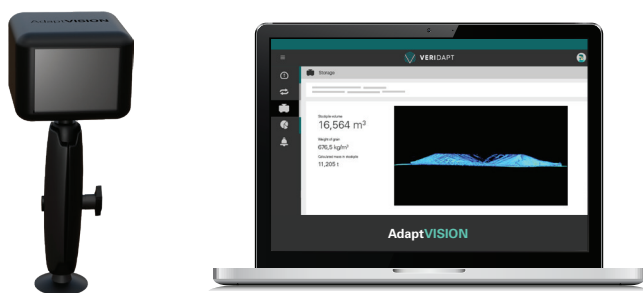 AdaptVISION
VERIDAPT
Storage
Stockpile volume
16,564 m³
Weight of grain
676,5 kg/m³
Calculated mass in stockpile
11,205 t
AdaptVISION